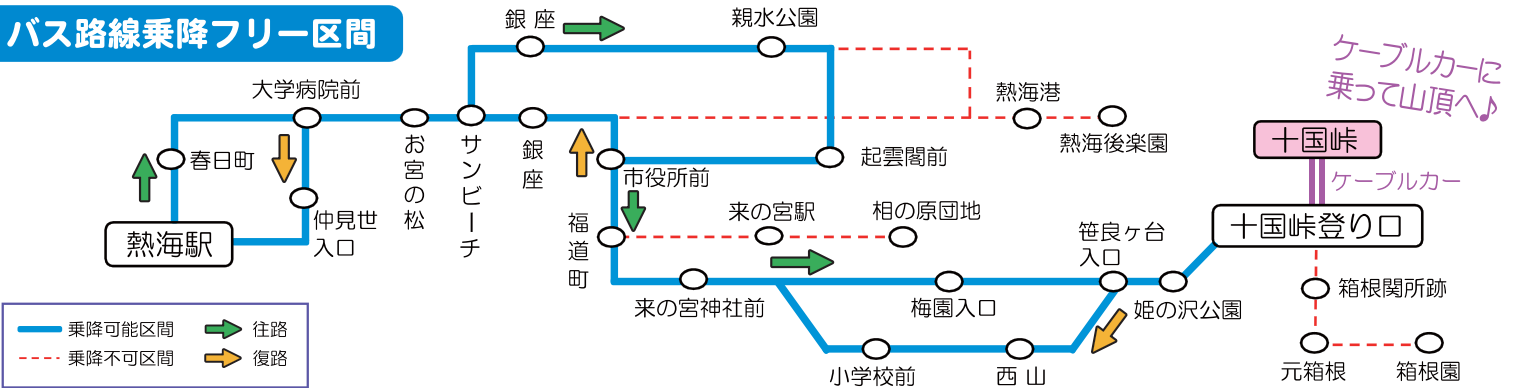 バス路線乗降フリー区間
銀座
親水公園
ケーブルカーに
乗って山頂へ♪
大学病院前
熱海港
熱海後楽園
春日町
お宮の松
サンビーチ
銀座
市役所前
起雲閣前
十国峠
ケーブルカー
仲見世
入口
熱海駅
福道町
来の宮駅
相の原団地
笹良ヶ台
入口
十国峠登り口
来の宮神社前
梅園入口
姫の沢公園
箱根関所跡
小学校前
西山
元箱根
箱根園
乗降可能区間
往路
乗降不可区間
復路